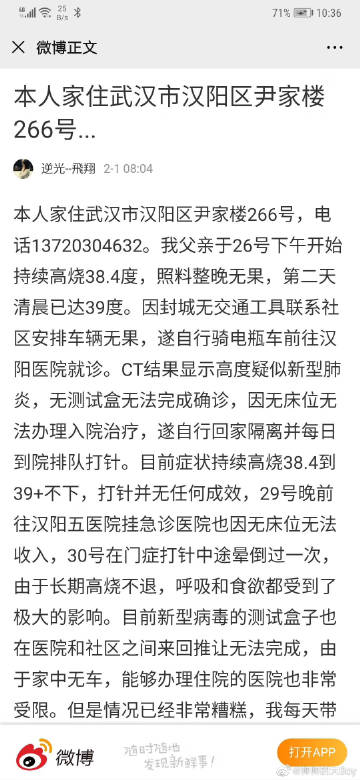 25
B/s
71%
10:36
微博正文
本人家住武汉市汉阳区尹家楼
266号...
逆光--飛翔 2-1 08:04
本人家住武汉市汉阳区尹家楼266号，电
话13720304632。我父亲于26号下午开始
持续高烧38.4度，照料整晚无果，第二天
清晨已达39度。因封城无交通工具联系社
区安排车辆无果，遂自行骑电瓶车前往汉
阳医院就诊。CT结果显示高度疑似新型肺
炎，无测试盒无法完成确诊，因无床位无
法办理入院治疗，遂自行回家隔离并每日
到院排队打针。目前症状持续高烧38.4到
39+不下，打针并无任何成效，29号晚前
往汉阳五医院挂急诊医院也因无床位无法
收入，30号在门症打针中途晕倒过一次，
由于长期高烧不退，呼吸和食欲都受到了
极大的影响。目前新型病毒的测试盒子也
在医院和社区之间来回推让无法完成，由
于家中无车，能够办理住院的医院也非常
受限。但是情况已经非常糟糕，我每天带
微博
随时随地
发现新鲜事！
打开APP